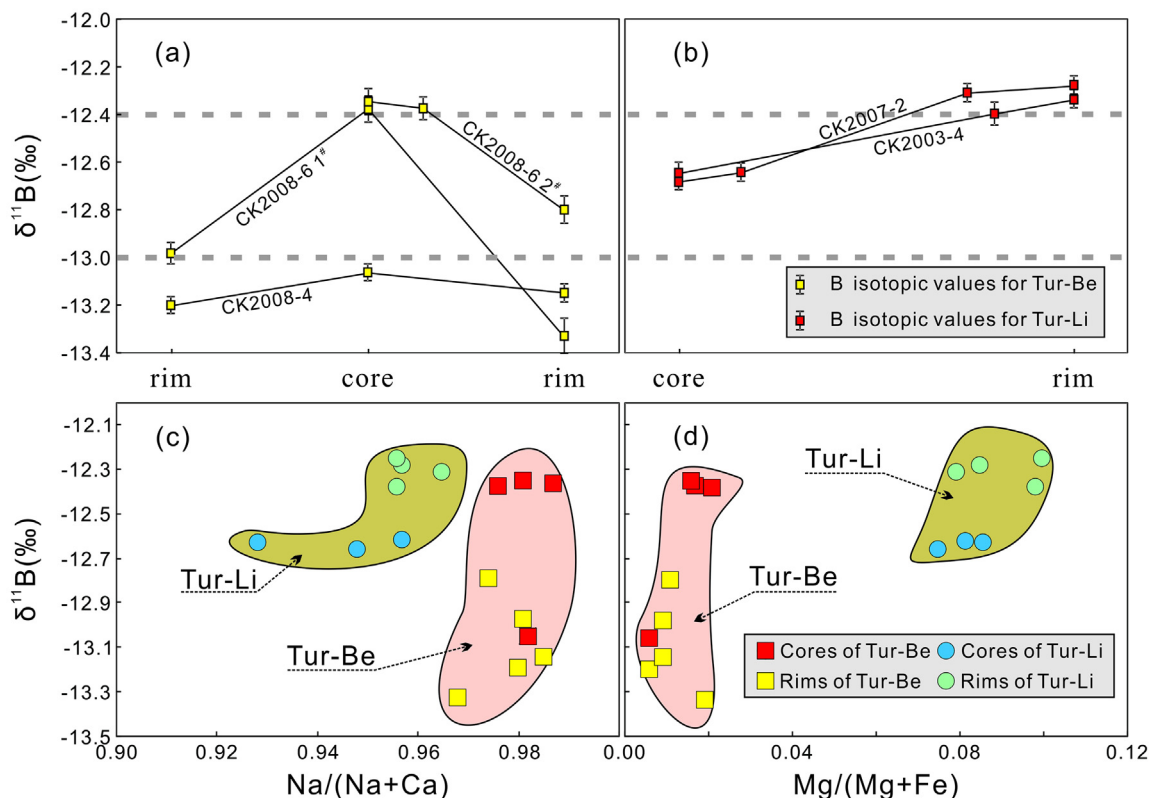 (a)
(b)
δ¹¹B(‰)
-12.0
-12.2
-12.4
-12.6
-12.8
-13.0
-13.2
-13.4
CK2008-6 1#
CK2008-6 2#
CK2008-4
CK2007-2
CK2003-4
B isotopic values for Tur-Be
B isotopic values for Tur-Li
rim
core
rim
core
rim
(c)
(d)
δ¹¹B(‰)
-12.1
-12.3
-12.5
-12.7
-12.9
-13.1
-13.3
-13.5
Tur-Li
Tur-Be
Tur-Li
Tur-Be
Cores of Tur-Be
Cores of Tur-Li
Rims of Tur-Be
Rims of Tur-Li
0.90
0.92
0.94
0.96
0.98
0.00
0.04
0.08
0.12
Na/(Na+Ca)
Mg/(Mg+Fe)